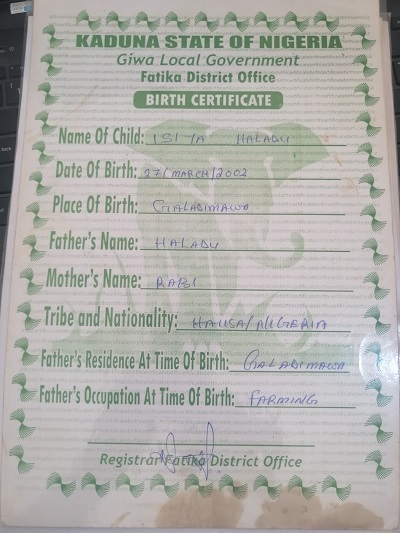 KADUNA STATE OF NIGERIA
Giwa Local Government
Fatika District Office
BIRTH CERTIFICATE
Name Of Child: ISIYA HALADU
Date Of Birth: 27/MARCH/2002
Place Of Birth: GALADIMAWA
Father's Name: HALADU
Mother's Name: RABI
Tribe and Nationality: HAUSA/NIGERIA
Father's Residence At Time Of Birth: GALADIMAWA
Father's Occupation At Time Of Birth: FARMING
Registrar Fatika District Office